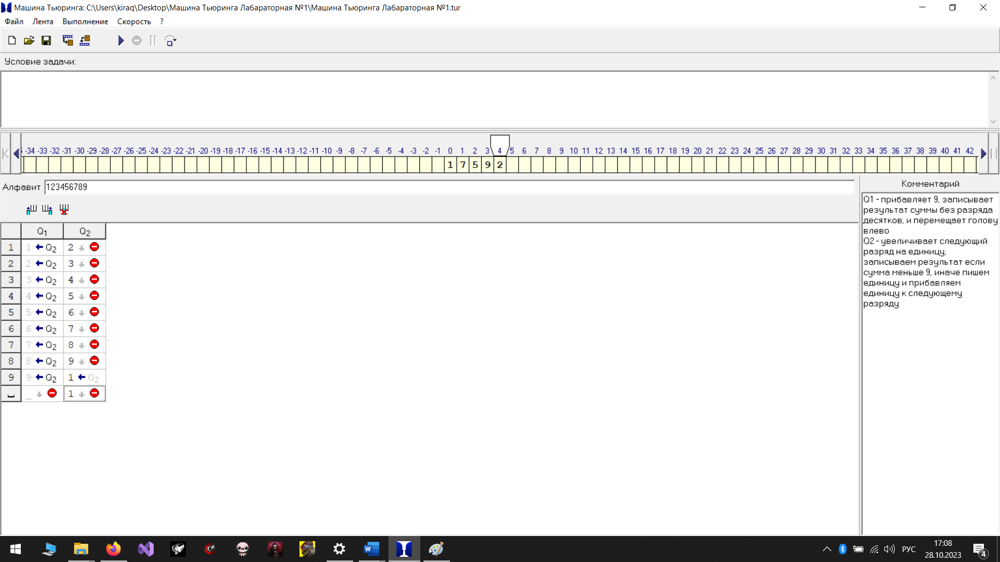 Машина Тьюринга: C:\Users\kiraq\Desktop\Машина Тьюринга Лабараторная №1\Машина Тьюринга Лабараторная №1.tur
Файл Лента Выполнение Скорость ?
Условие задачи:
-34 -33 -32 -31 -30 -29 -28 -27 -26 -25 -24 -23 -22 -21 -20 -19 -18 -17 -16 -15 -14 -13 -12 -11 -10 -9 -8 -7 -6 -5 -4 -3 -2 -1 0 1 2 3 4 5 6 7 8 9 10 11 12 13 14 15 16 17 18 19 20 21 22 23 24 25 26 27 28 29 30 31 32 33 34 35 36 37 38 39 40 41 42
1 7 5 9 2
Алфавит 123456789
Q1 Q2
1 1 Q2 2
2 2 Q2 3
3 3 Q2 4
4 4 Q2 5
5 5 Q2 6
6 6 Q2 7
7 7 Q2 8
8 8 Q2 9
9 9 Q2 1 Q2
_ 1
Комментарий
Q1 - прибавляет 9, записывает
результат суммы без разряда
десятков, и перемещает голову
влево
Q2 - увеличивает следующий
разряд на единицу,
записываем результат если
сумма меньше 9, иначе пишем
единицу и прибавляем
единицу к следующему
разряду
РУС
17:08
28.10.2023
4